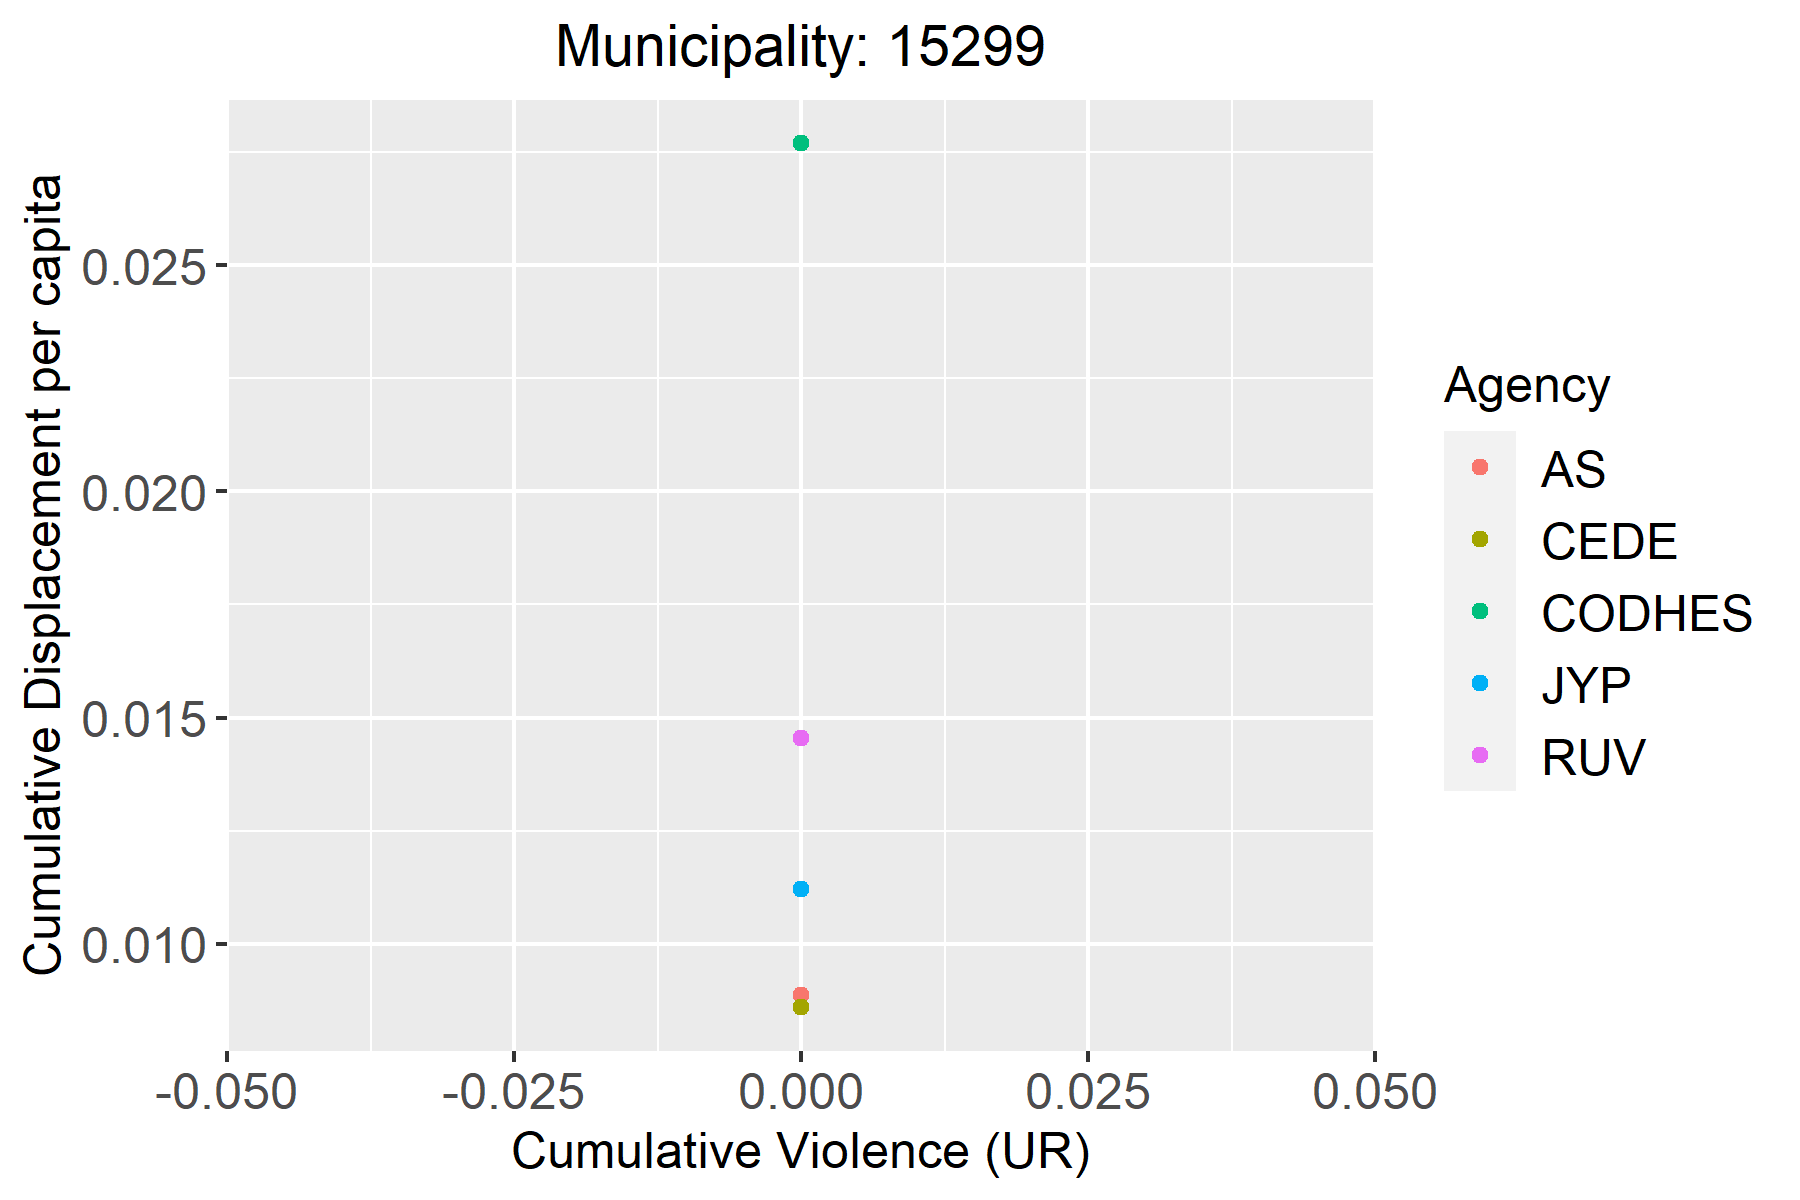 Municipality: 15299
Cumulative Displacement per capita
0.025
0.020
0.015
0.010
-0.050
-0.025
0.000
0.025
0.050
Cumulative Violence (UR)
Agency
AS
CEDE
CODHES
JYP
RUV